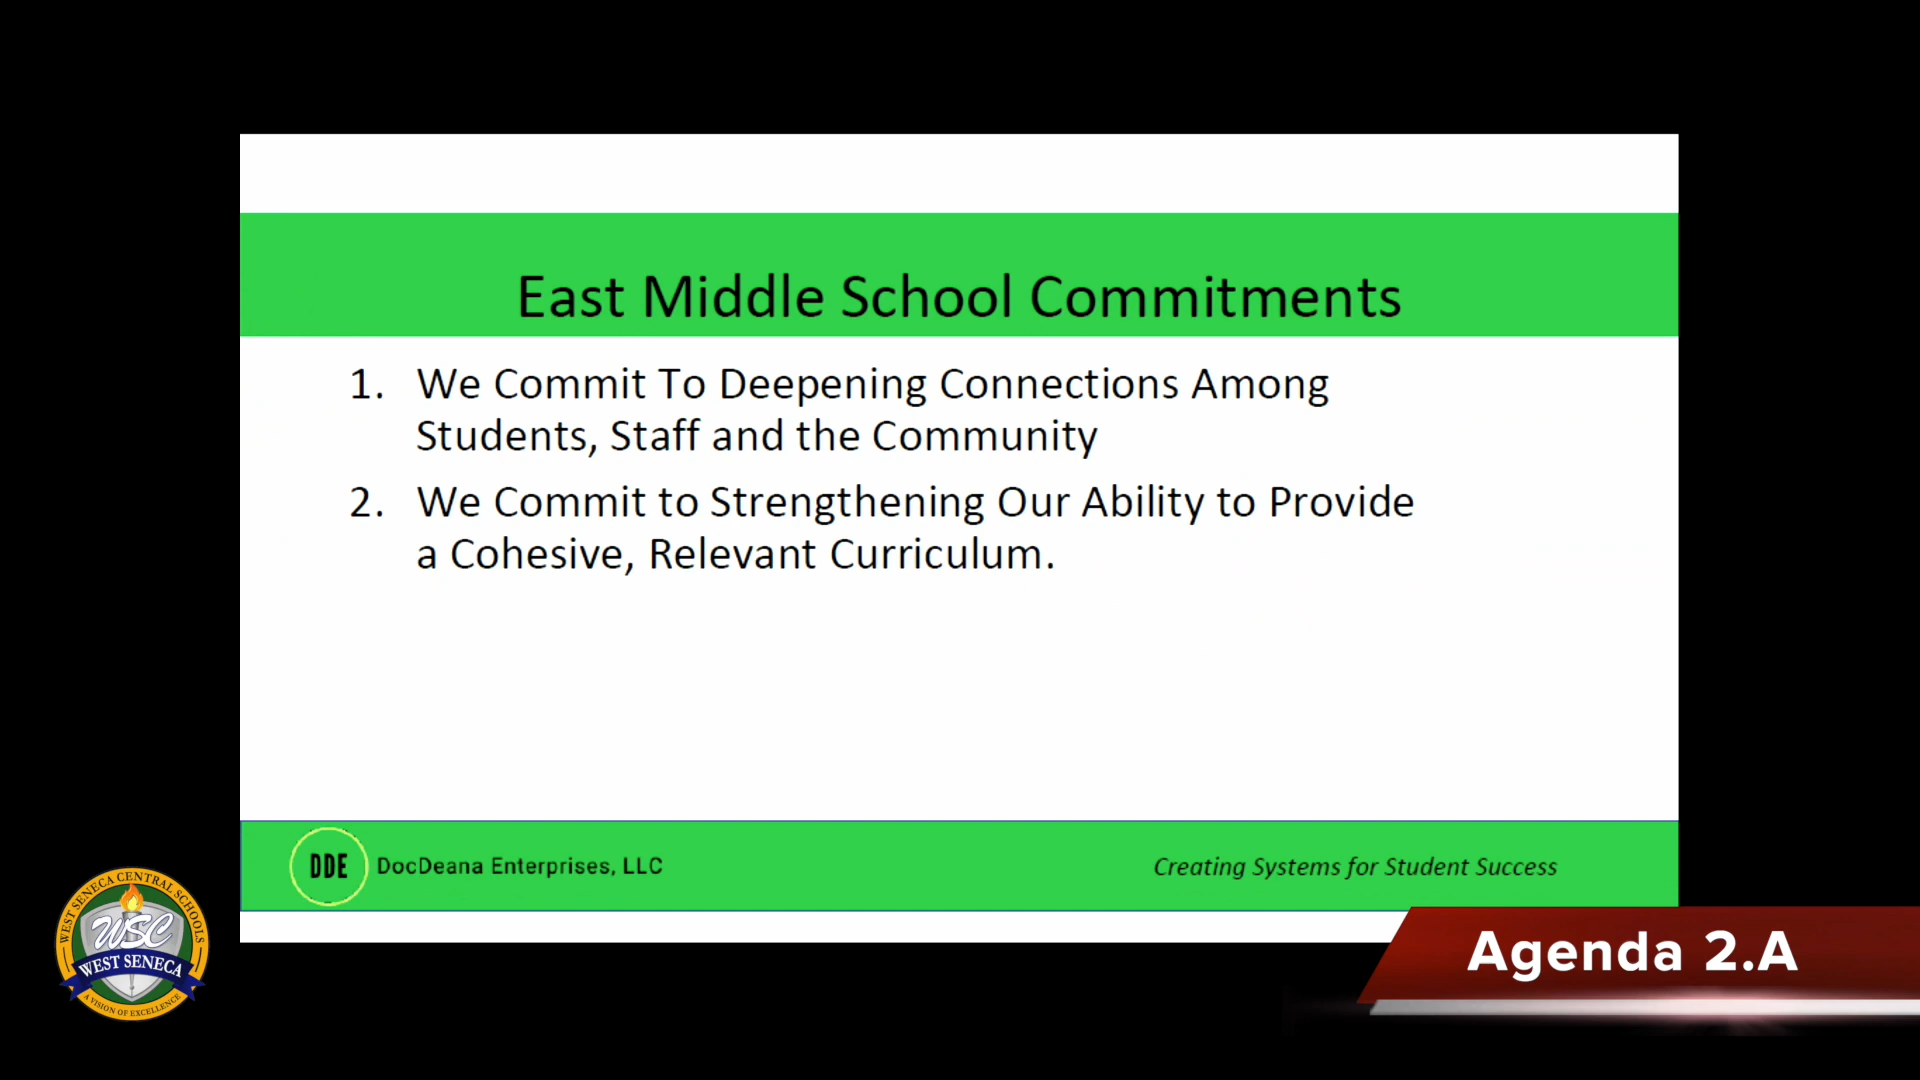 East Middle School Commitments
1. We Commit To Deepening Connections Among
Students, Staff and the Community
2. We Commit to Strengthening Our Ability to Provide
a Cohesive, Relevant Curriculum.
DDE DocDeana Enterprises, LLC
Creating Systems for Student Success
WEST SENECA CENTRAL SCHOOLS
WSC
WEST SENECA
A VISION OF EXCELLENCE
Agenda 2.A